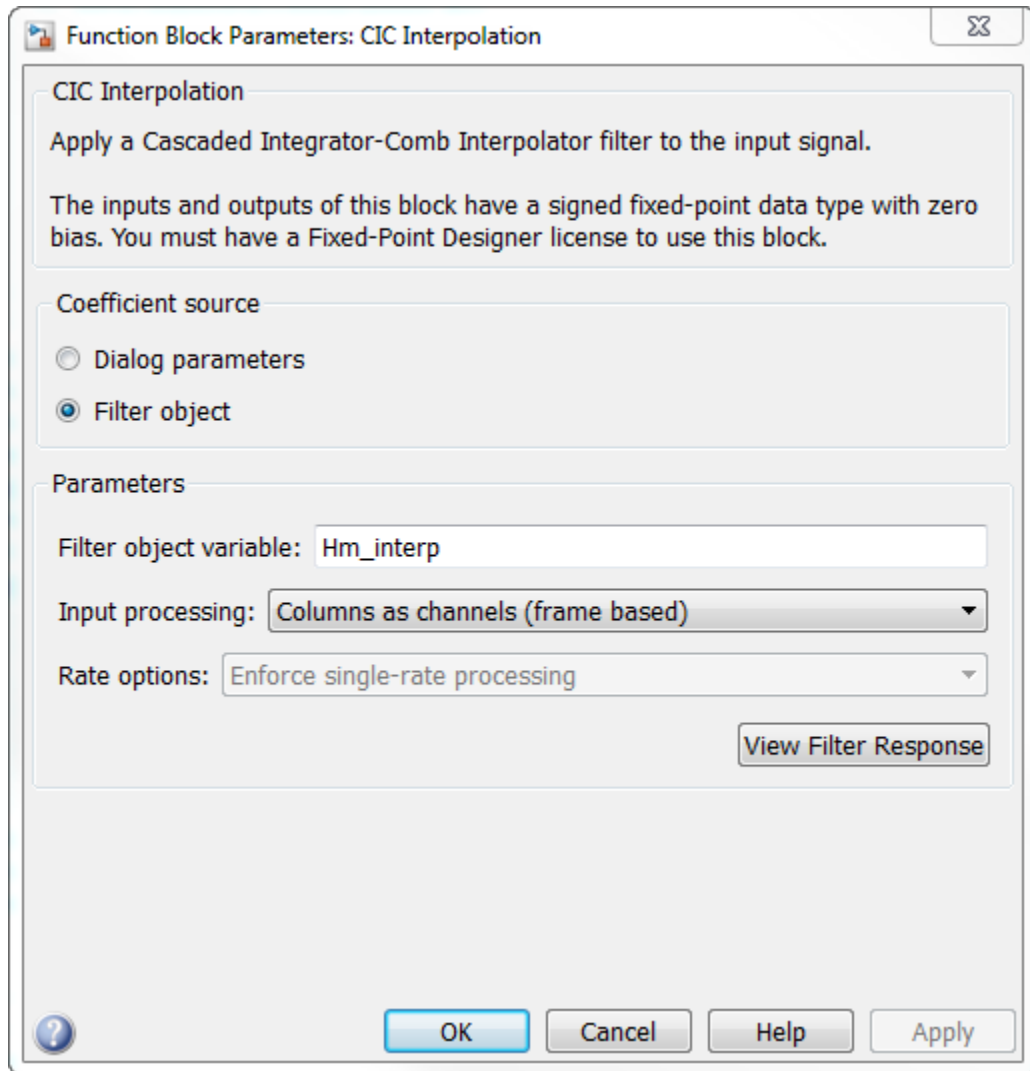 Function Block Parameters: CIC Interpolation
CIC Interpolation
Apply a Cascaded Integrator-Comb Interpolator filter to the input signal.
The inputs and outputs of this block have a signed fixed-point data type with zero
bias. You must have a Fixed-Point Designer license to use this block.
Coefficient source
Dialog parameters
Filter object
Parameters
Filter object variable: Hm_interp
Input processing: Columns as channels (frame based)
Rate options: Enforce single-rate processing
View Filter Response
? OK Cancel Help Apply